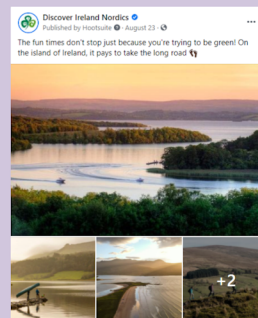 Discover Ireland Nordics
Published by Hootsuite · August 23 ·
The fun times don't stop just because you're trying to be green! On
the island of Ireland, it pays to take the long road 👣
+2